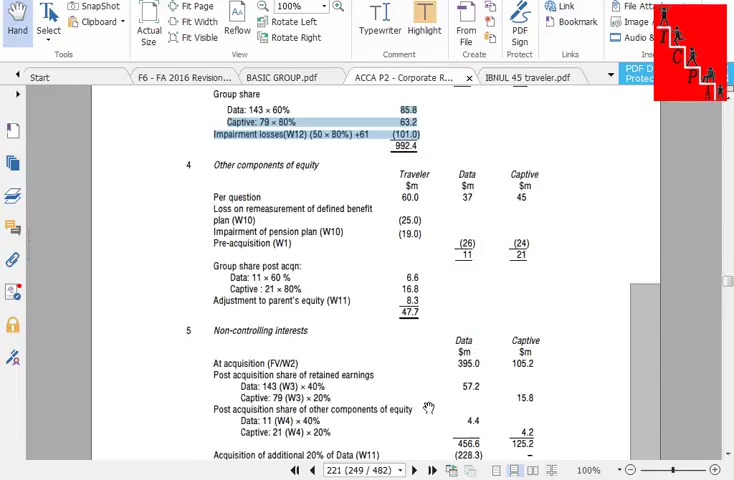 SnapShot
Clipboard
Hand
Select
Tools
Fit Page
Fit Width
Fit Visible
Actual
Size
100%
Rotate Left
Rotate Right
Reflow
View
Typewriter
Highlight
Comment
From
File
Create
PDF
Sign
Protect
Link
Bookmark
Links
File Atta
Image
Audio &
I
C
P
A
Start
F6 - FA 2016 Revision...
BASIC GROUP.pdf
ACCA P2 - Corporate R...
IBNUL 45 traveler.pdf
Group share
Data: 143 × 60% 85.8
Captive: 79 × 80% 63.2
Impairment losses(W12) (50 × 80%) +61 (101.0)
992.4
4 Other components of equity
Traveler Data Captive
$m $m $m
Per question 60.0 37 45
Loss on remeasurement of defined benefit
plan (W10) (25.0)
Impairment of pension plan (W10) (19.0)
Pre-acquisition (W1) (26) (24)
11 21
Group share post acqn:
Data: 11 × 60 % 6.6
Captive : 21 × 80% 16.8
Adjustment to parent's equity (W11) 8.3
47.7
5 Non-controlling interests
Data Captive
$m $m
At acquisition (FV/W2) 395.0 105.2
Post acquisition share of retained earnings
Data: 143 (W3) × 40% 57.2
Captive: 79 (W3) × 20% 15.8
Post acquisition share of other components of equity
Data: 11 (W4) × 40% 4.4
Captive: 21 (W4) × 20% 4.2
456.6 125.2
Acquisition of additional 20% of Data (W11) (228.3) –
221 (249 / 482)
100%